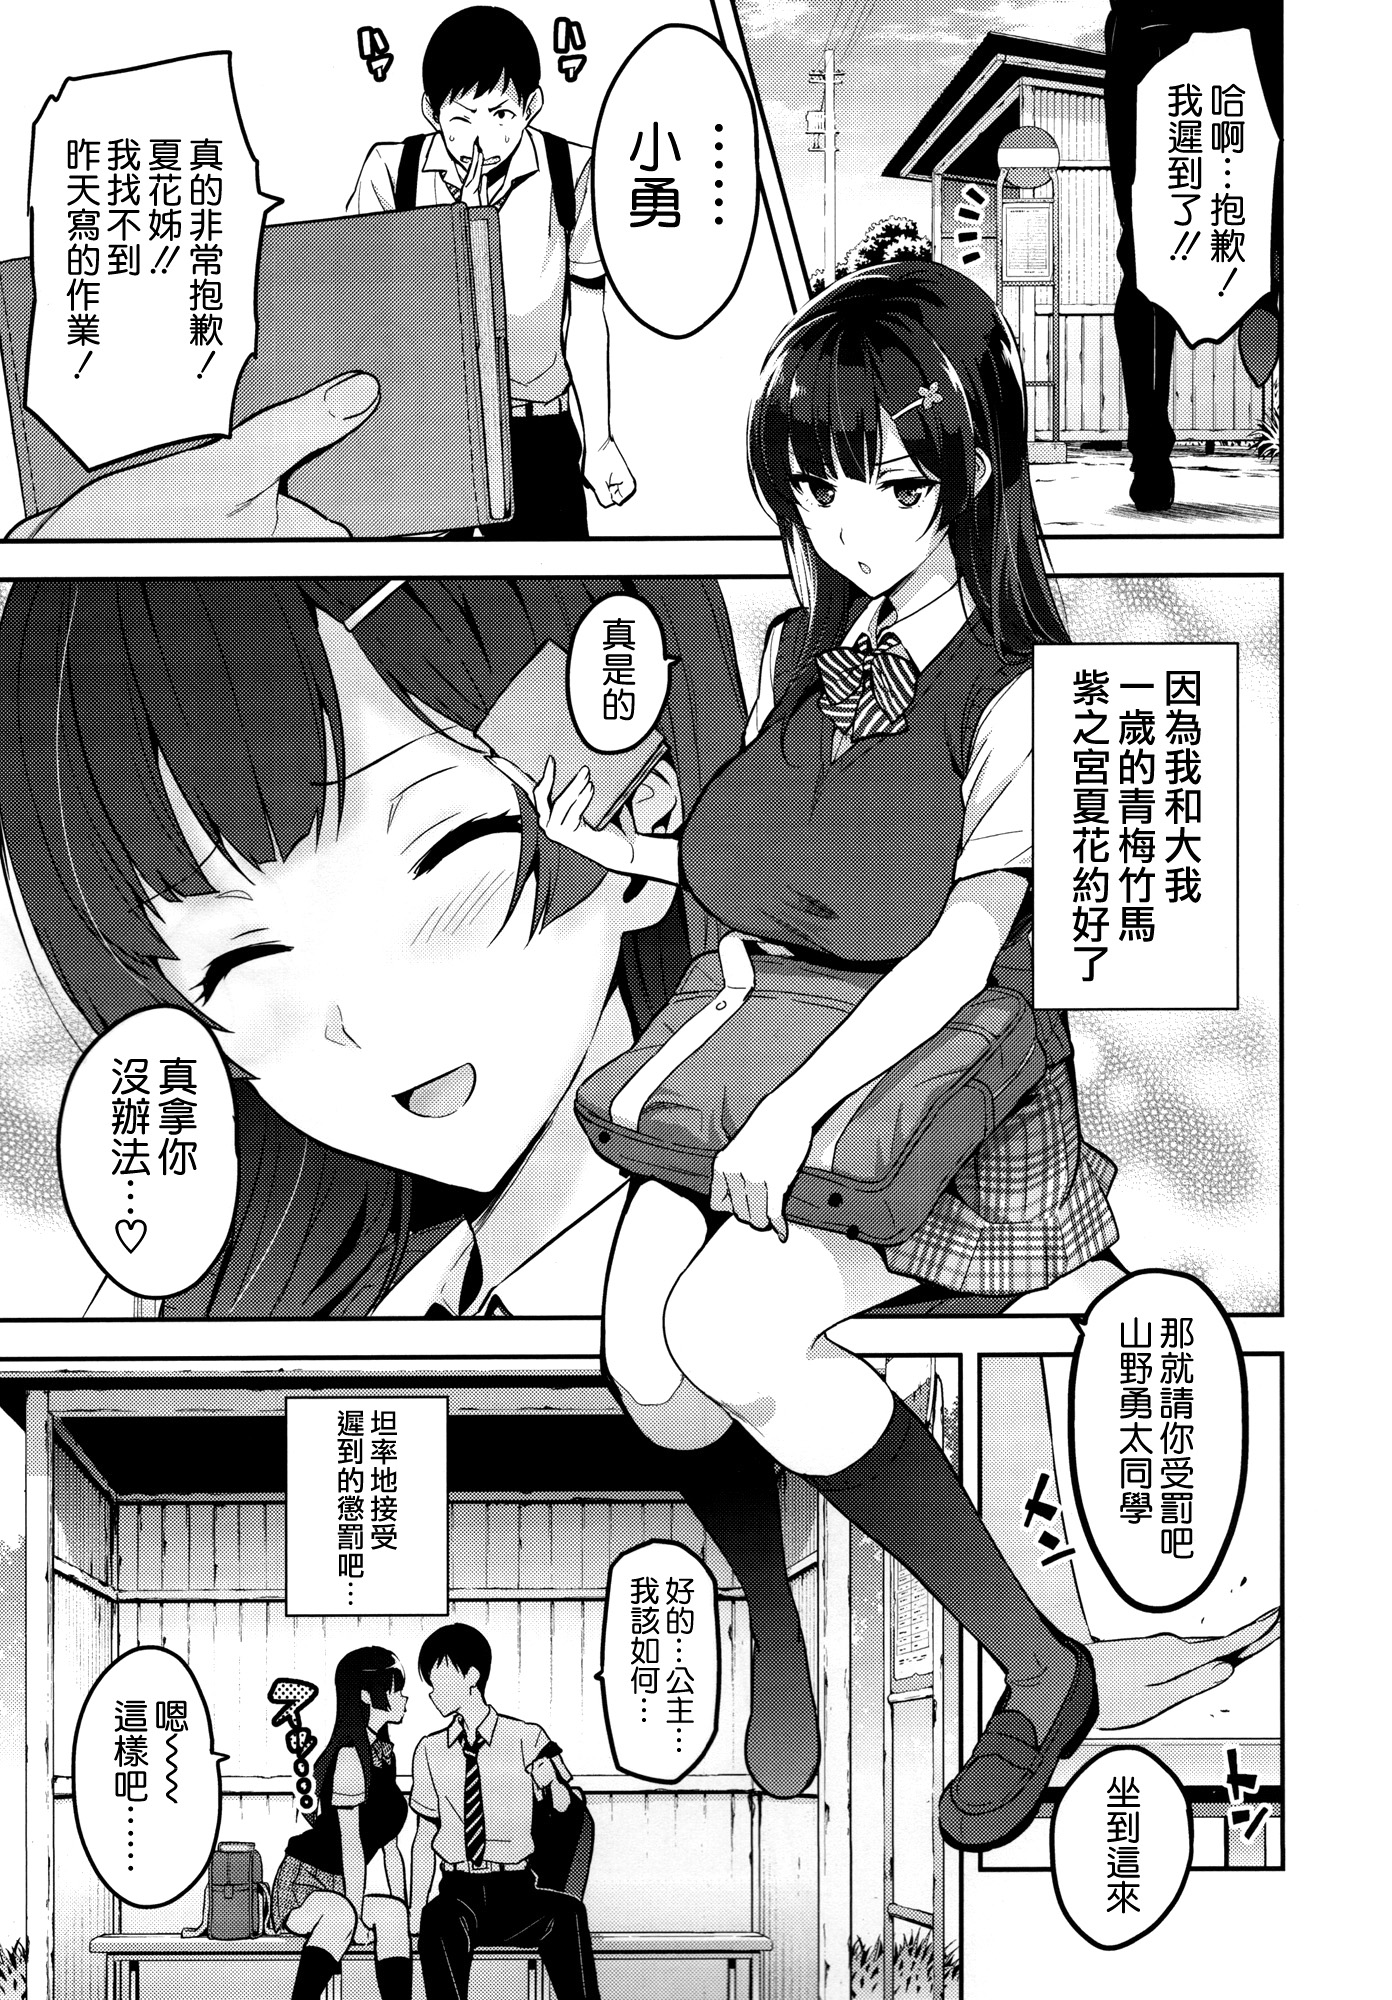 哈啊…抱歉！
我遲到了!!
……
小勇
真的非常抱歉！
夏花姊!!
我找不到
昨天寫的作業！
ハァ
ハァ
因為我和大我
一歲的青梅竹馬
紫之宮夏花約好了
真是的
真拿你
沒辦法……♡
那就請你受罰吧
山野勇太同學
トン
トン
坐到這來
坦率地接受
遲到的懲罰吧…
好的…公主…
我該如何…
嗯～～
這樣吧……